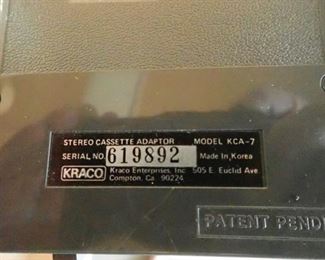 STEREO CASSETTE ADAPTOR MODEL KCA-7
SERIAL NO. 619892 Made In Korea
KRACO Kraco Enterprises, Inc. 505 E. Euclid Ave
Compton, Ca. 90224
PATENT PEND